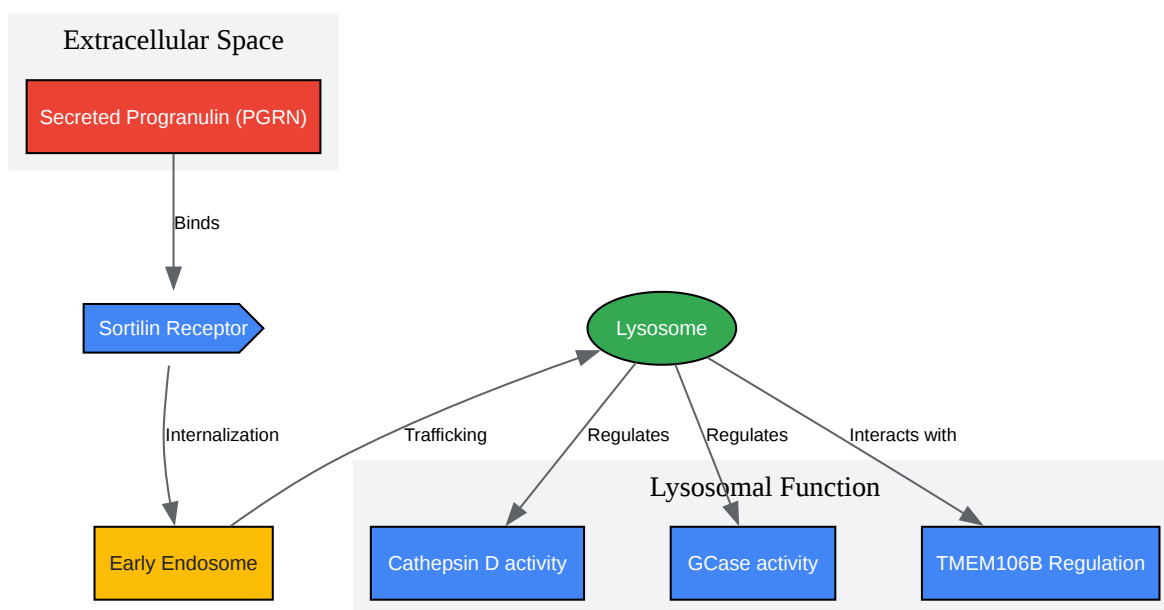 Extracellular Space
Secreted Progranulin (PGRN)
Binds
Sortilin Receptor
Lysosome
Internalization
Trafficking
Regulates
Regulates
Interacts with
Lysosomal Function
Early Endosome
Cathepsin D activity
GCase activity
TMEM106B Regulation